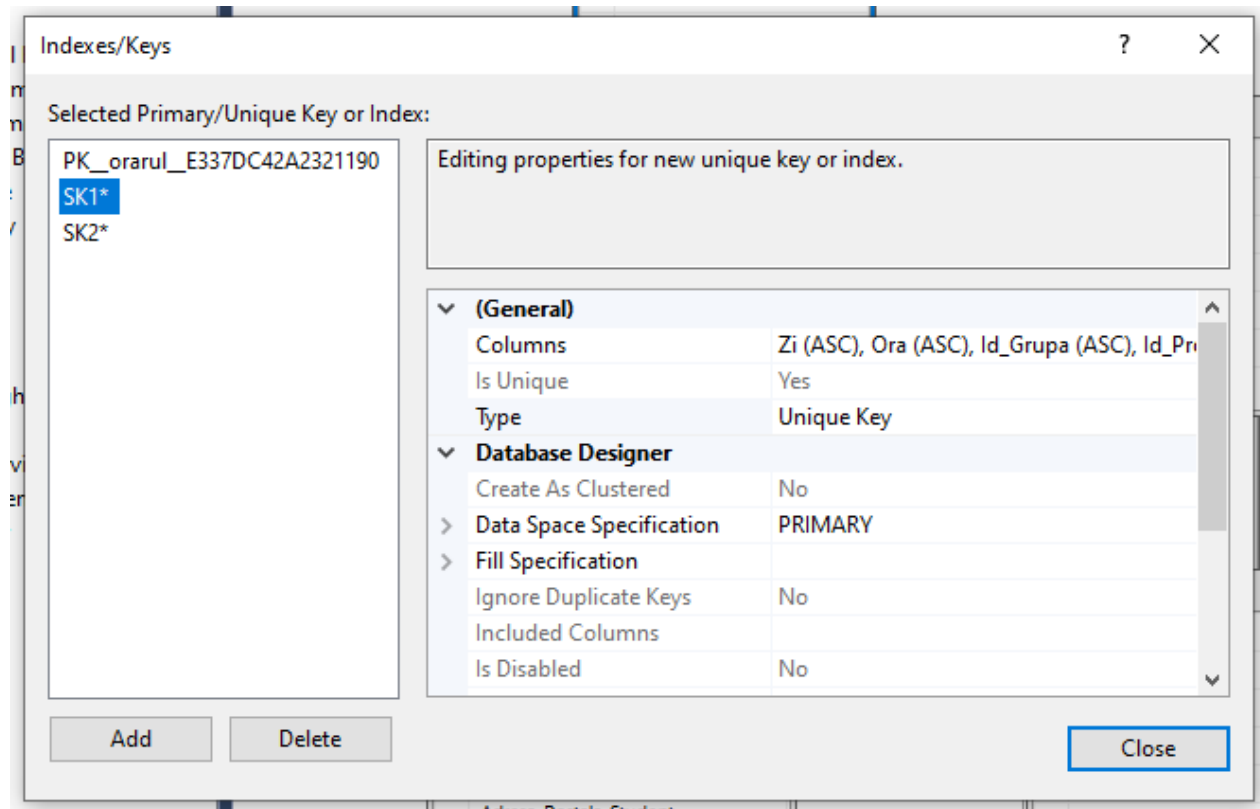 Indexes/Keys
?
Selected Primary/Unique Key or Index:
PK__orarul__E337DC42A2321190
SK1*
SK2*
Editing properties for new unique key or index.
(General)
Columns Zi (ASC), Ora (ASC), Id_Grupa (ASC), Id_Pr
Is Unique Yes
Type Unique Key
Database Designer
Create As Clustered No
Data Space Specification PRIMARY
Fill Specification
Ignore Duplicate Keys No
Included Columns
Is Disabled No
Add Delete
Close